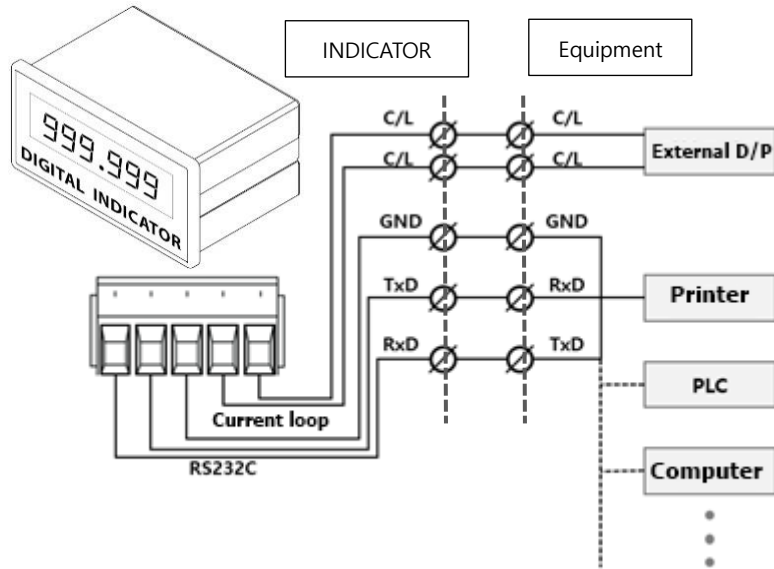 INDICATOR
Equipment
999.999
DIGITAL INDICATOR
C/L
C/L
External D/P
C/L
C/L
GND
GND
TxD
RxD
Printer
RxD
TxD
PLC
Current loop
RS232C
Computer